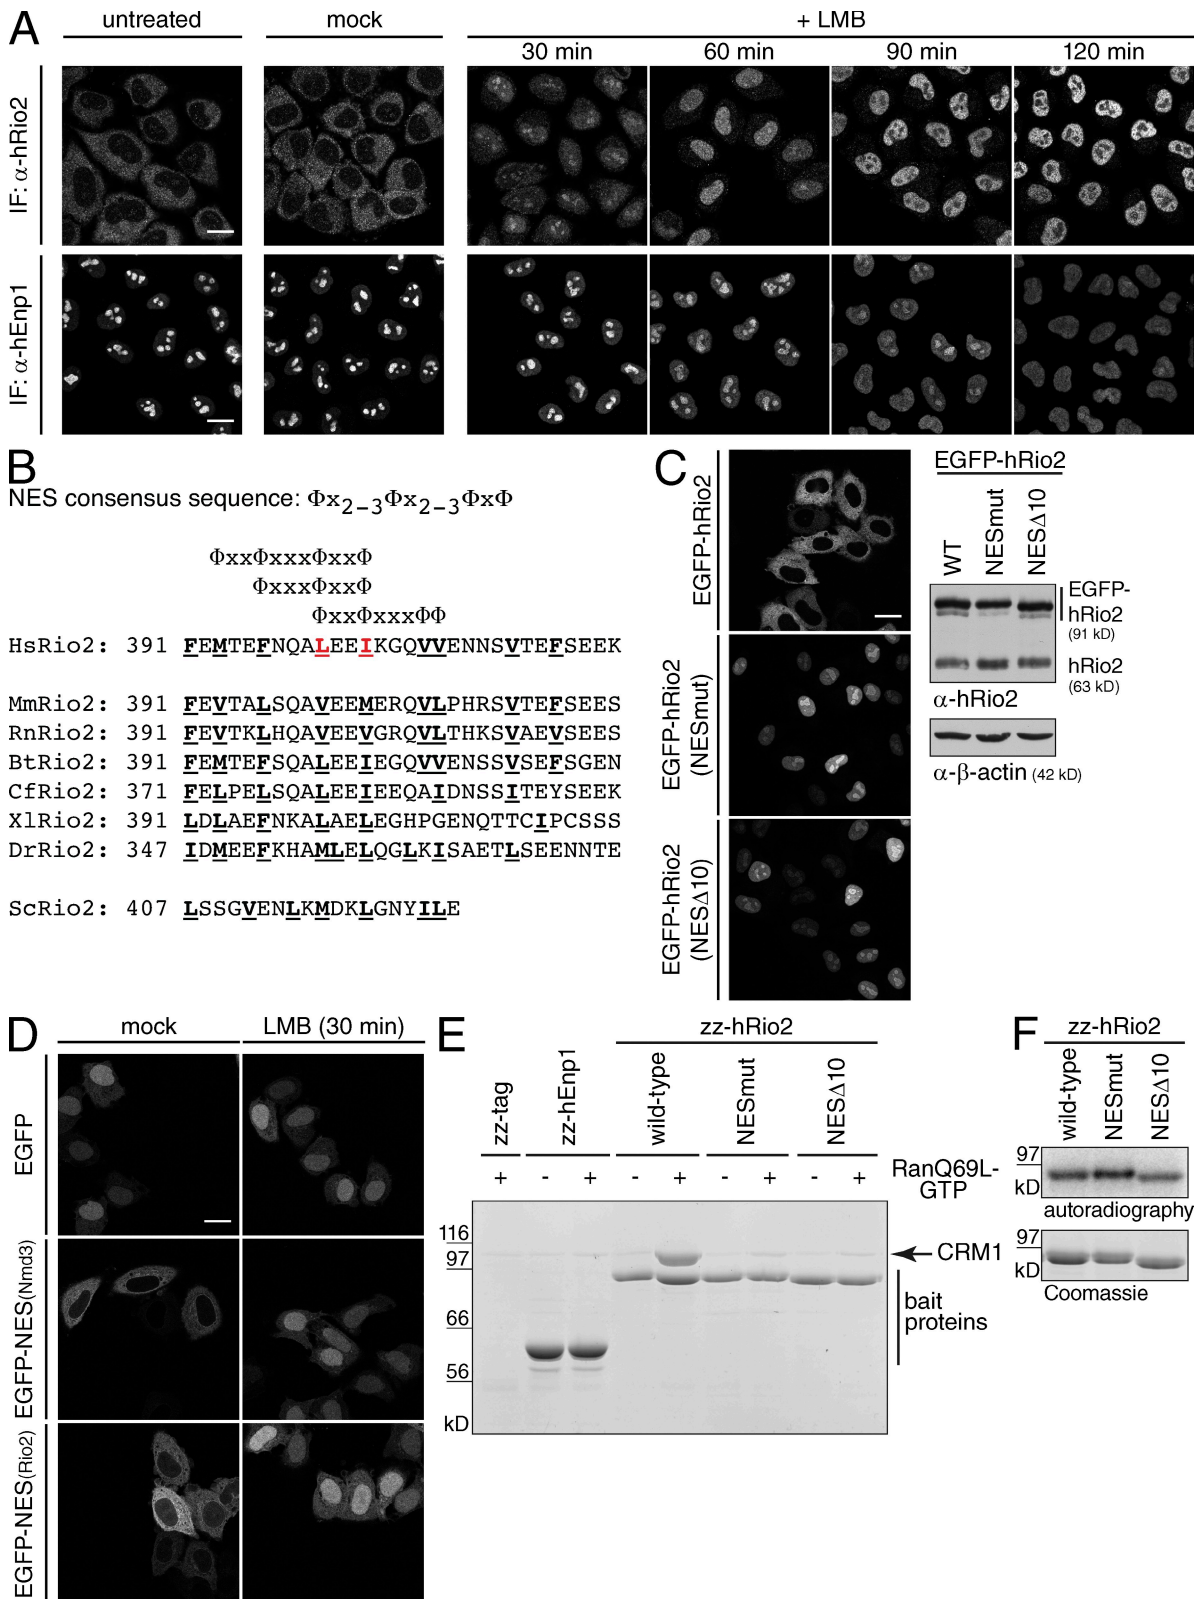 A
untreated
mock
+ LMB
30 min
60 min
90 min
120 min
IF: α-hRio2
IF: α-hEnp1
B
NES consensus sequence: Φx2–3Φx2–3ΦxΦ
ΦxxΦxxxΦxxΦ
ΦxxxΦxxΦ
ΦxxΦxxxΦΦ
HsRio2: 391 FEMTEFNQALEEIKGQVVENNSVTEFSEEK
MmRio2: 391 FEVTALSQAVEEMERQVLPHRSVTEFSEES
RnRio2: 391 FEVTKLHQAVEEVGRQVLTHKSVAEVSEES
BtRio2: 391 FEMTEFSQALEEIEGQVVENSSVSEFSGEN
CfRio2: 371 FELPELSQALEEIEEQAIDNSSITEYSEEK
XlRio2: 391 LDLAEFNKALAELEGHPGENQTTCIPCSSS
DrRio2: 347 IDMEEFKHAMLELQGLKISAETLSEENNTE
ScRio2: 407 LSSGVENLKMDKLGNYILE
C
EGFP-hRio2
EGFP-hRio2
(NESmut)
EGFP-hRio2
(NESΔ10)
EGFP-hRio2
WT
NESmut
NESΔ10
EGFP-
hRio2
(91 kD)
hRio2
(63 kD)
α-hRio2
α-β-actin (42 kD)
D
mock
LMB (30 min)
EGFP
EGFP-NES(Nmd3)
EGFP-NES(Rio2)
E
zz-hRio2
zz-tag
zz-hEnp1
wild-type
NESmut
NESΔ10
+ - + - + - + - +
RanQ69L-
GTP
116
97
66
56
kD
CRM1
bait
proteins
F
zz-hRio2
wild-type
NESmut
NESΔ10
97
kD
autoradiography
97
kD
Coomassie